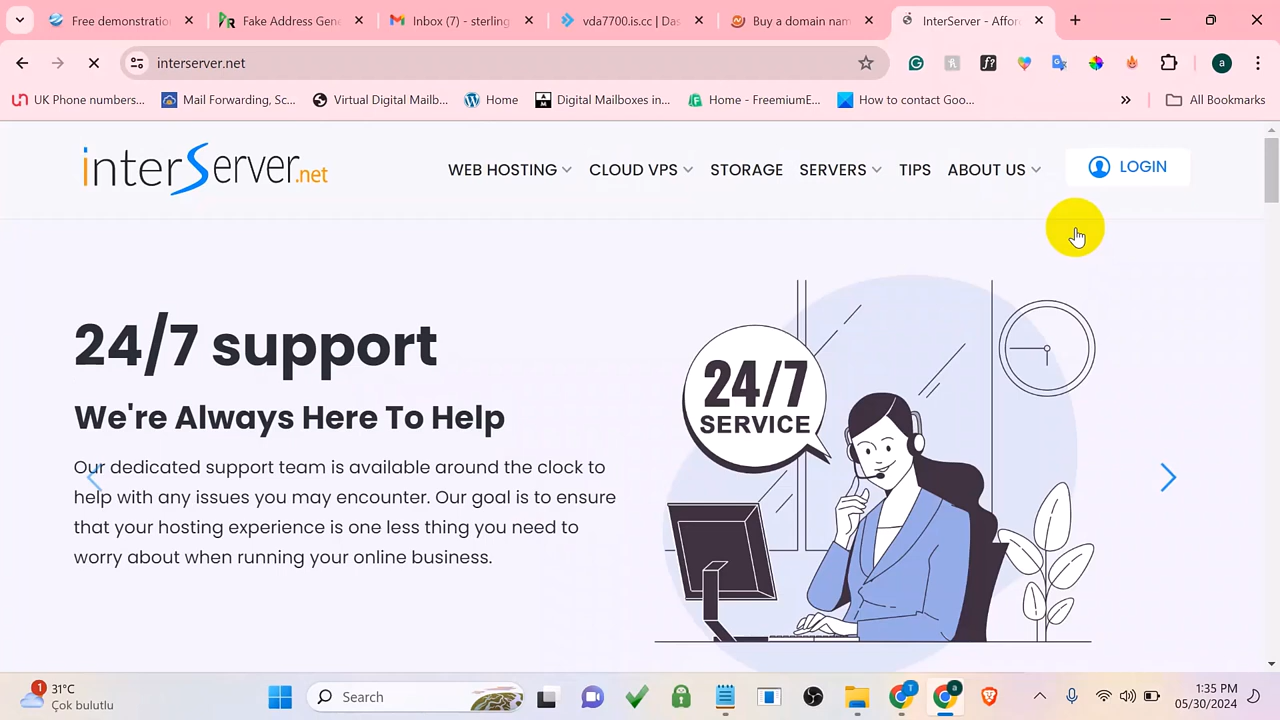 Free demonstration
Fake Address Gene
Inbox (7) - sterling
vda7700.is.cc | Das
Buy a domain nam
InterServer - Affor
interserver.net
UK Phone numbers...
Mail Forwarding, Sc...
Virtual Digital Mailb...
Home
Digital Mailboxes in...
Home - FreemiumE...
How to contact Goo...
All Bookmarks
interServer.net
WEB HOSTING
CLOUD VPS
STORAGE
SERVERS
TIPS
ABOUT US
LOGIN
24/7 support
We're Always Here To Help
Our dedicated support team is available around the clock to
help with any issues you may encounter. Our goal is to ensure
that your hosting experience is one less thing you need to
worry about when running your online business.
24/7
SERVICE
1
31°C
Çok bulutlu
Search
1:35 PM
05/30/2024